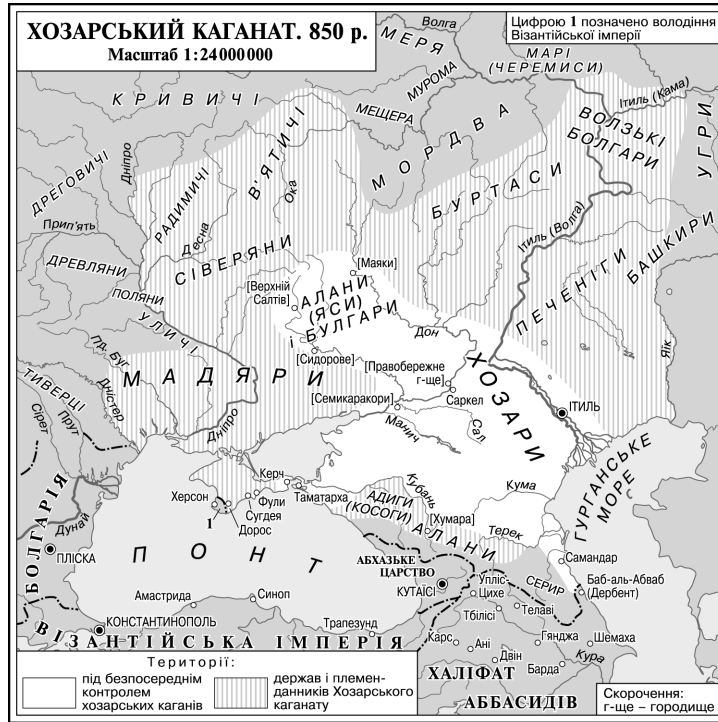 ХОЗАРСЬКИЙ КАГАНАТ. 850 р.
Масштаб 1:24000000
Цифрою 1 позначено володіння
Візантійської імперії
Волга
МЕРЯ
МАРІ
(ЧЕРЕМИСИ)
МУРОМА
Ітиль (Кама)
КРИВИЧІ
МЕЩЕРА
ВОЛЗЬКІ
БОЛГАРИ
УГРИ
МОРДВА
В'ЯТИЧІ
Дніпро
РАДИМИЧІ
Ока
ДРЕГОВИЧІ
БУРТАСИ
Десна
Прип'ять
Ітиль (Волга)
БАШКИРИ
СІВЕРЯНИ
ДРЕВЛЯНИ
[Маяки]
ПЕЧЕНІГИ
[Верхній
Салтів]
АЛАНИ
(ЯСИ)
і БУЛГАРИ
ПОЛЯНИ
УЛИЧІ
Дон
Яік
Пд. Буг
[Сидорове]
ХОЗАРИ
[Правобережне
г-ще]
МАДЯРИ
ТИВЕРЦІ
Дністер
[Семикаракори]
Саркел
ІТИЛЬ
Сірет
Прут
Дніпро
Манич
Сал
ГУРГАНСЬКЕ
МОРЕ
Керч
Кубань
Кума
Херсон
Фули
Таматарха
АДИГИ
(КОСОГИ)
Сугдея
[Хумара]
1
Дорос
Терек
АЛАНИ
БОЛГАРІЯ
Дунай
ПОНТ
Самандар
ПЛІСКА
АБХАЗЬКЕ
ЦАРСТВО
Упліс-
Цихе
СЕРИР
Баб-аль-Абваб
(Дербент)
КУТАЇСІ
Амастрида
Синоп
Телаві
Тбілісі
КОНСТАНТИНОПОЛЬ
Трапезунд
ВІЗАНТІЙСЬКА ІМПЕРІЯ
Карс
Ані
Гянджа
Шемаха
Двін
Барда
Кура
ХАЛІФАТ
АББАСИДІВ
Території:
під безпосереднім
контролем
хозарських каганів
держав і племен-
данників Хозарського
каганату
Скорочення:
г-ще – городище